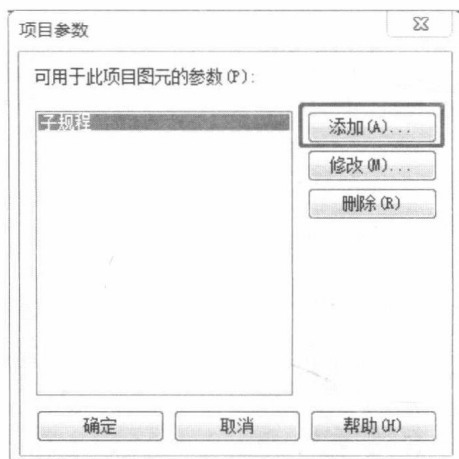 项目参数
可用于此项目图元的参数(P):
子规程
添加(A)...
修改(M)...
删除(R)
确定
取消
帮助(H)